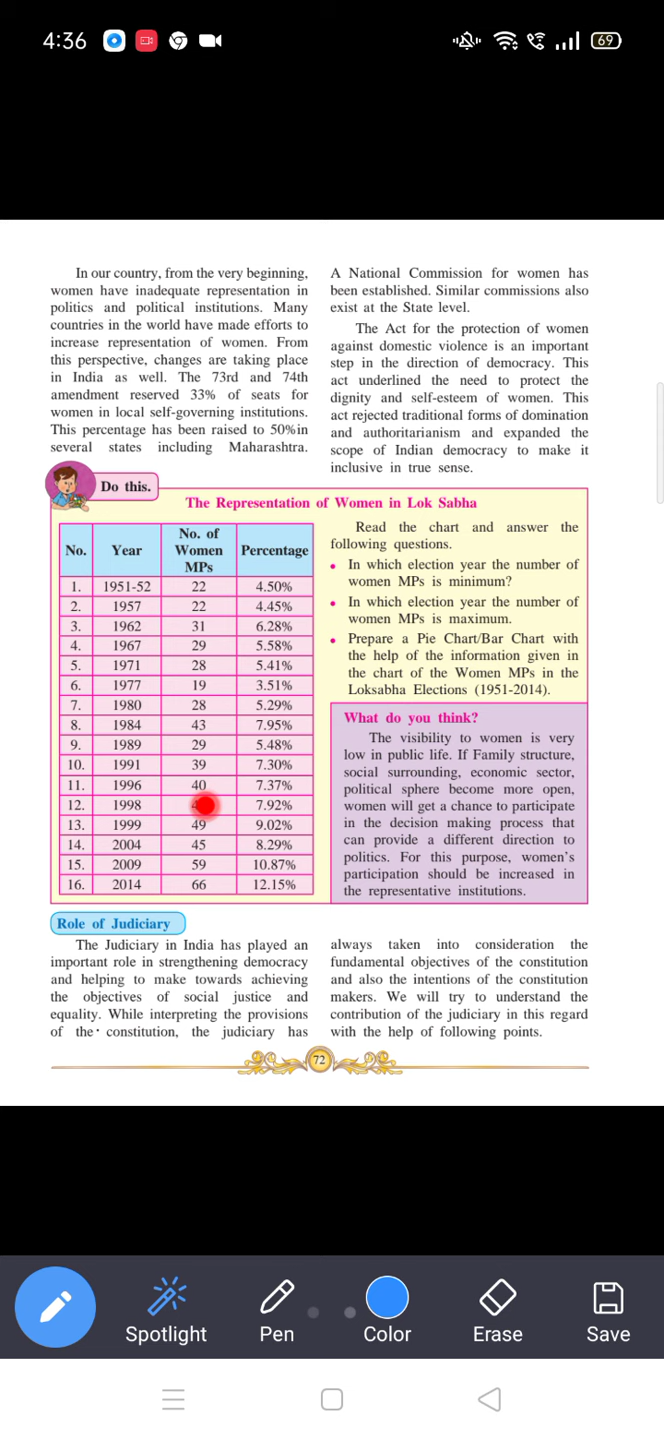 4:36
69
In our country, from the very beginning,
women have inadequate representation in
politics and political institutions. Many
countries in the world have made efforts to
increase representation of women. From
this perspective, changes are taking place
in India as well. The 73rd and 74th
amendment reserved 33% of seats for
women in local self-governing institutions.
This percentage has been raised to 50%in
several states including Maharashtra.
A National Commission for women has
been established. Similar commissions also
exist at the State level.
The Act for the protection of women
against domestic violence is an important
step in the direction of democracy. This
act underlined the need to protect the
dignity and self-esteem of women. This
act rejected traditional forms of domination
and authoritarianism and expanded the
scope of Indian democracy to make it
inclusive in true sense.
Do this.
The Representation of Women in Lok Sabha
No. Year No. of Women MPs Percentage
1. 1951-52 22 4.50%
2. 1957 22 4.45%
3. 1962 31 6.28%
4. 1967 29 5.58%
5. 1971 28 5.41%
6. 1977 19 3.51%
7. 1980 28 5.29%
8. 1984 43 7.95%
9. 1989 29 5.48%
10. 1991 39 7.30%
11. 1996 40 7.37%
12. 1998 7.92%
13. 1999 49 9.02%
14. 2004 45 8.29%
15. 2009 59 10.87%
16. 2014 66 12.15%
Read the chart and answer the
following questions.
• In which election year the number of
women MPs is minimum?
• In which election year the number of
women MPs is maximum.
• Prepare a Pie Chart/Bar Chart with
the help of the information given in
the chart of the Women MPs in the
Loksabha Elections (1951-2014).
What do you think?
The visibility to women is very
low in public life. If Family structure,
social surrounding, economic sector,
political sphere become more open,
women will get a chance to participate
in the decision making process that
can provide a different direction to
politics. For this purpose, women's
participation should be increased in
the representative institutions.
Role of Judiciary
The Judiciary in India has played an
important role in strengthening democracy
and helping to make towards achieving
the objectives of social justice and
equality. While interpreting the provisions
of the constitution, the judiciary has
always taken into consideration the
fundamental objectives of the constitution
and also the intentions of the constitution
makers. We will try to understand the
contribution of the judiciary in this regard
with the help of following points.
72
Spotlight Pen Color Erase Save